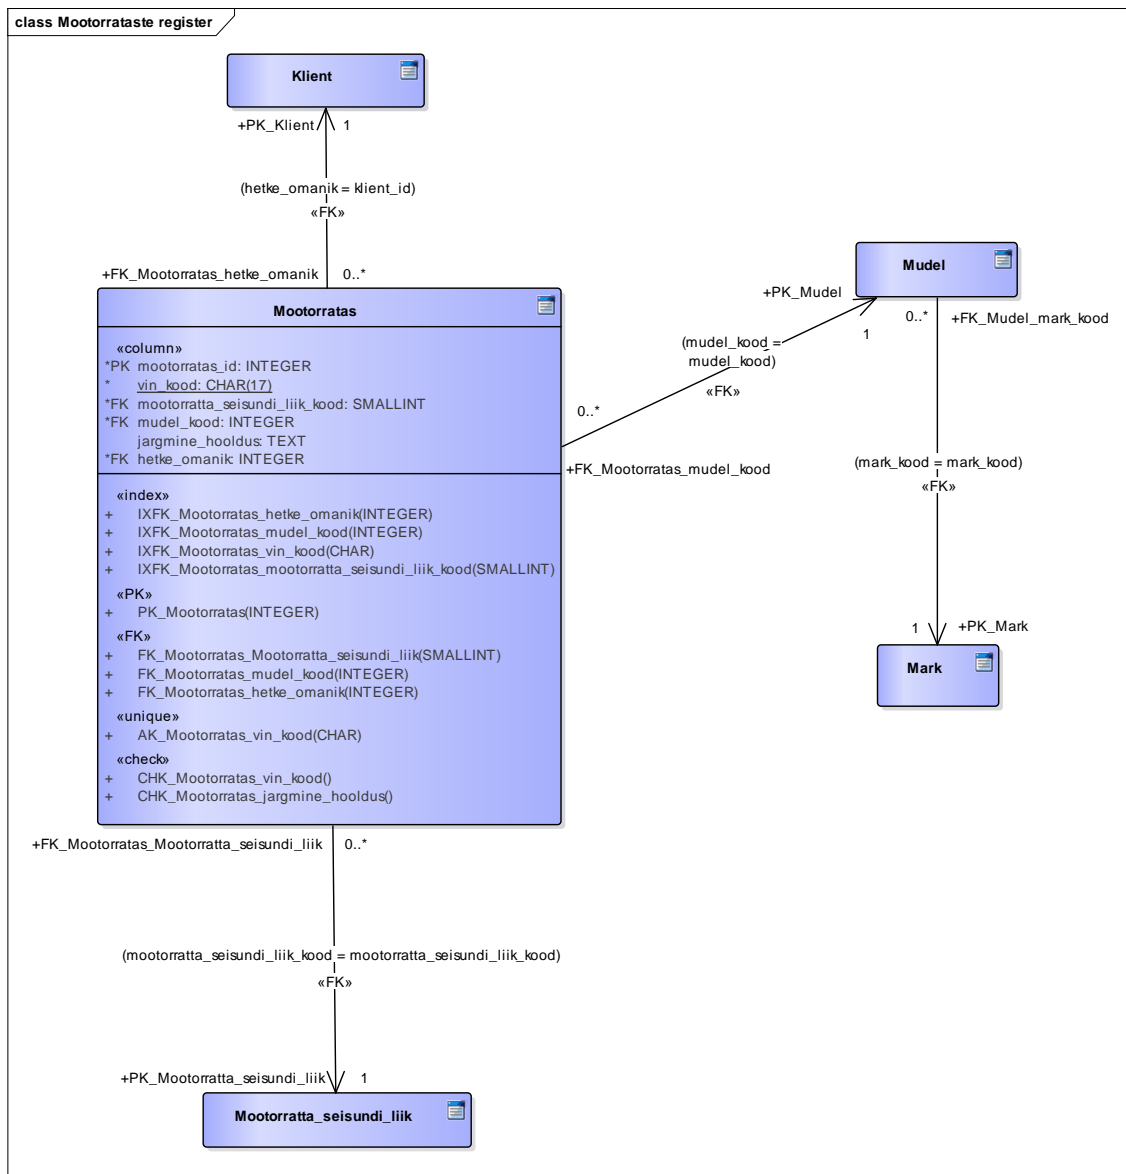 class Mootorrataste register
Klient
+PK_Klient 1
(hetke_omanik = klient_id)
«FK»
+FK_Mootorratas_hetke_omanik 0..*
Mootorratas
«column»
*PK mootorratas_id: INTEGER
* vin_kood: CHAR(17)
*FK mootorratta_seisundi_liik_kood: SMALLINT
*FK mudel_kood: INTEGER
jargmine_hooldus: TEXT
*FK hetke_omanik: INTEGER
«index»
+ IXFK_Mootorratas_hetke_omanik(INTEGER)
+ IXFK_Mootorratas_mudel_kood(INTEGER)
+ IXFK_Mootorratas_vin_kood(CHAR)
+ IXFK_Mootorratas_mootorratta_seisundi_liik_kood(SMALLINT)
«PK»
+ PK_Mootorratas(INTEGER)
«FK»
+ FK_Mootorratas_Mootorratta_seisundi_liik(SMALLINT)
+ FK_Mootorratas_mudel_kood(INTEGER)
+ FK_Mootorratas_hetke_omanik(INTEGER)
«unique»
+ AK_Mootorratas_vin_kood(CHAR)
«check»
+ CHK_Mootorratas_vin_kood()
+ CHK_Mootorratas_jargmine_hooldus()
Mudel
+PK_Mudel
1
(mudel_kood =
mudel_kood)
«FK»
0..*
+FK_Mootorratas_mudel_kood
0..* +FK_Mudel_mark_kood
(mark_kood = mark_kood)
«FK»
1 +PK_Mark
Mark
+FK_Mootorratas_Mootorratta_seisundi_liik 0..*
(mootorratta_seisundi_liik_kood = mootorratta_seisundi_liik_kood)
«FK»
+PK_Mootorratta_seisundi_liik 1
Mootorratta_seisundi_liik